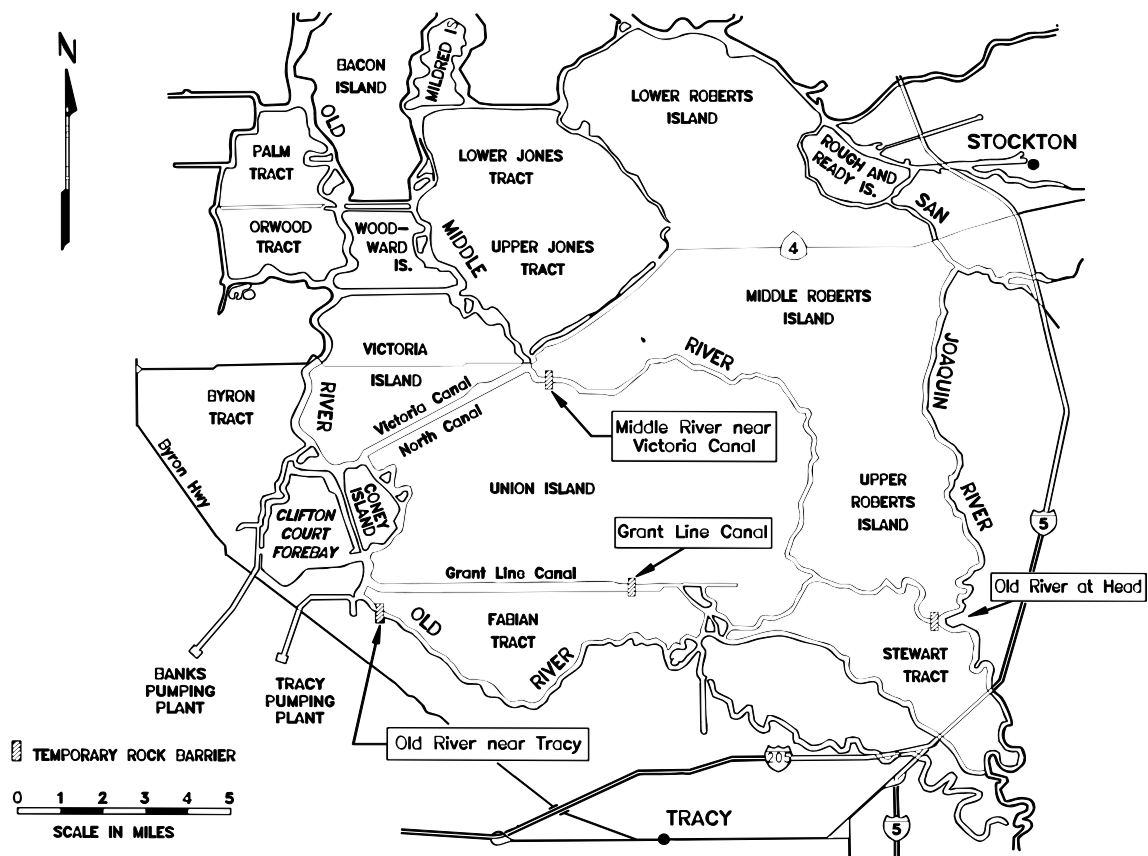 N
BACON
ISLAND
MILDRED IS
OLD
LOWER ROBERTS
ISLAND
PALM
TRACT
LOWER JONES
TRACT
ROUGH AND
READY IS.
STOCKTON
SAN
ORWOOD
TRACT
WOOD-
WARD
IS.
MIDDLE
UPPER JONES
TRACT
4
MIDDLE ROBERTS
ISLAND
VICTORIA
ISLAND
RIVER
JOAQUIN
BYRON
TRACT
RIVER
Victoria Canal
North Canal
Middle River near
Victoria Canal
Byron Hwy
UNION ISLAND
UPPER
ROBERTS
ISLAND
RIVER
CONEY
ISLAND
CLIFTON
COURT
FOREBAY
5
Grant Line Canal
Grant Line Canal
Old River at Head
OLD
FABIAN
TRACT
RIVER
STEWART
TRACT
BANKS
PUMPING
PLANT
TRACY
PUMPING
PLANT
Old River near Tracy
TEMPORARY ROCK BARRIER
205
0 1 2 3 4 5
SCALE IN MILES
TRACY
5